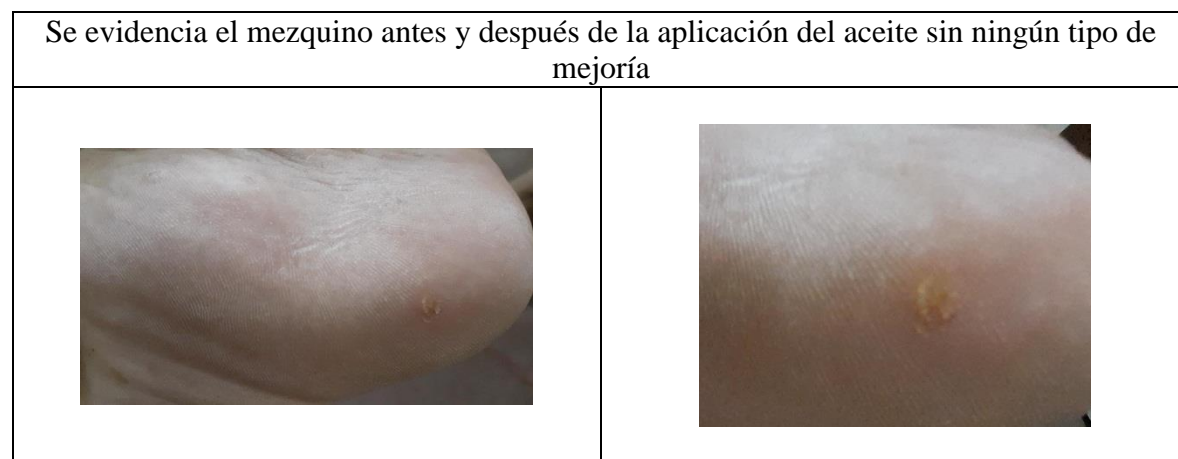 Se evidencia el mezquino antes y después de la aplicación del aceite sin ningún tipo de
mejoría